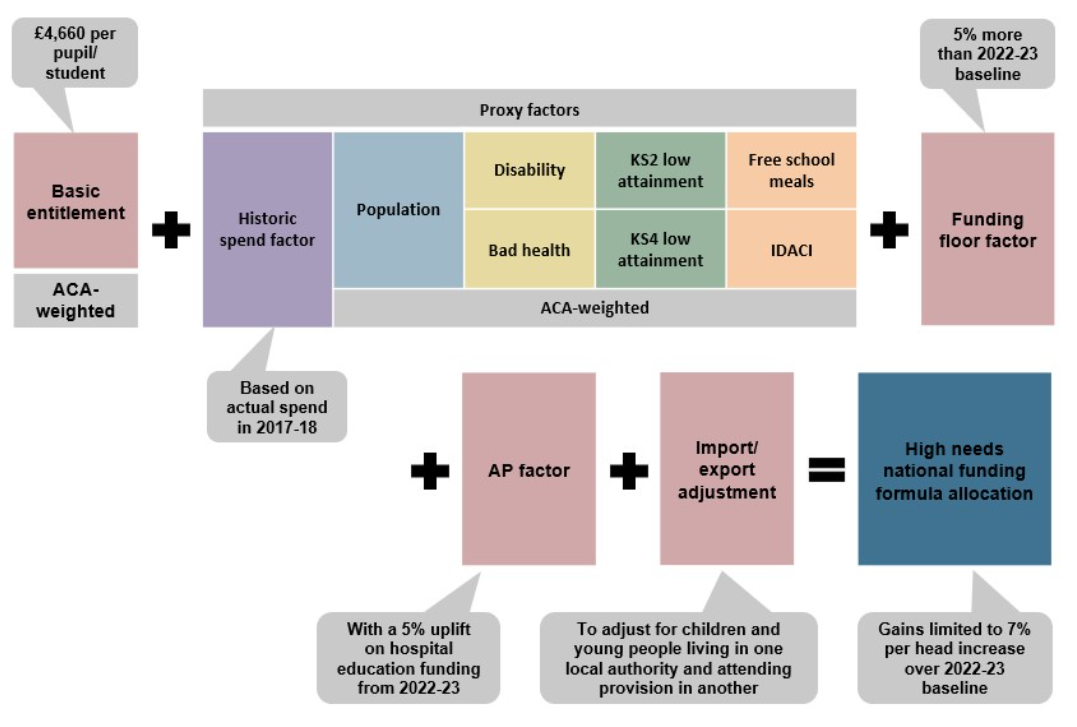 £4,660 per
pupil/
student
5% more
than 2022-23
baseline
Proxy factors
Basic
entitlement
ACA-
weighted
Historic
spend factor
Population
Disability
KS2 low
attainment
Free school
meals
Bad health
KS4 low
attainment
IDACI
ACA-weighted
Funding
floor factor
Based on
actual spend
in 2017-18
AP factor
Import/
export
adjustment
High needs
national funding
formula allocation
With a 5% uplift
on hospital
education funding
from 2022-23
To adjust for children and
young people living in one
local authority and attending
provision in another
Gains limited to 7%
per head increase
over 2022-23
baseline